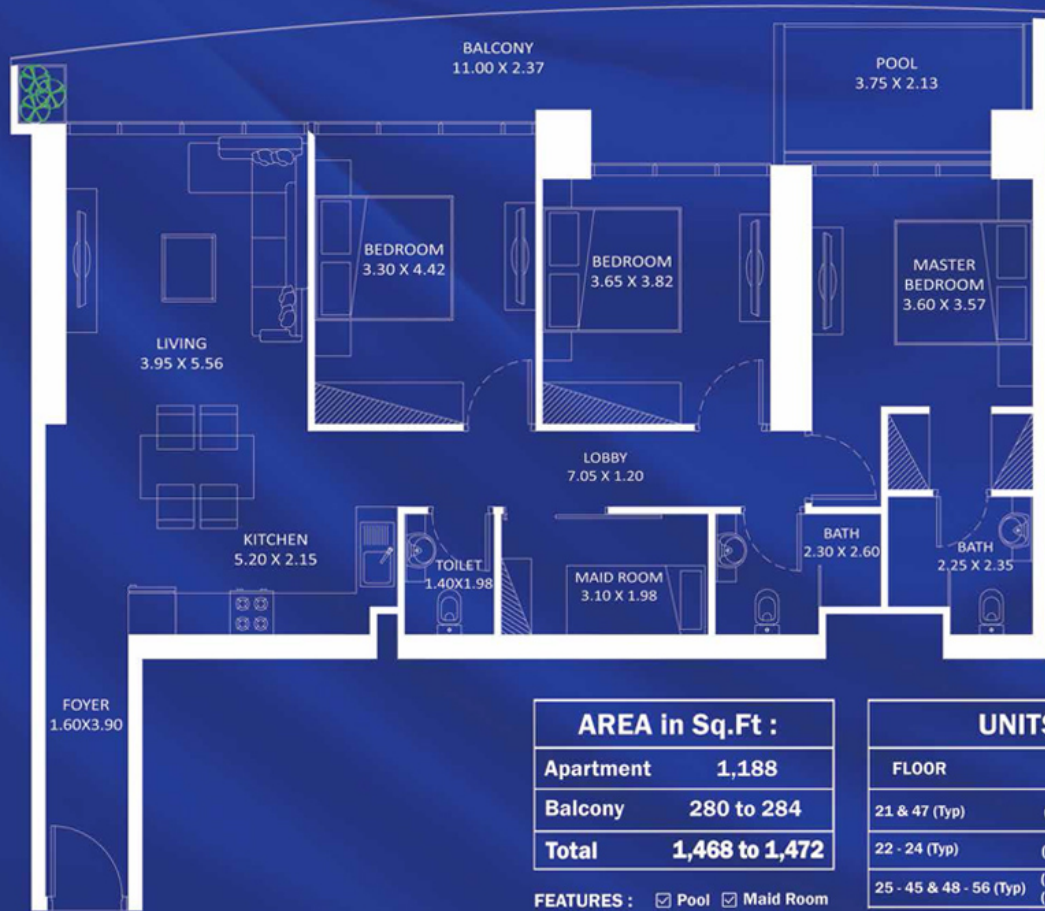 BALCONY
11.00 X 2.37
POOL
3.75 X 2.13
BEDROOM
3.30 X 4.42
BEDROOM
3.65 X 3.82
MASTER
BEDROOM
3.60 X 3.57
LIVING
3.95 X 5.56
LOBBY
7.05 X 1.20
KITCHEN
5.20 X 2.15
TOILET
1.40X1.98
MAID ROOM
3.10 X 1.98
BATH
2.30 X 2.60
BATH
2.25 X 2.35
FOYER
1.60X3.90
AREA in Sq.Ft :
Apartment 1,188
Balcony 280 to 284
Total 1,468 to 1,472
FEATURES : ☑ Pool ☑ Maid Room
UNITS
FLOOR
21 & 47 (Typ)
22 - 24 (Typ) (
25 - 45 & 48 - 56 (Typ) (
(